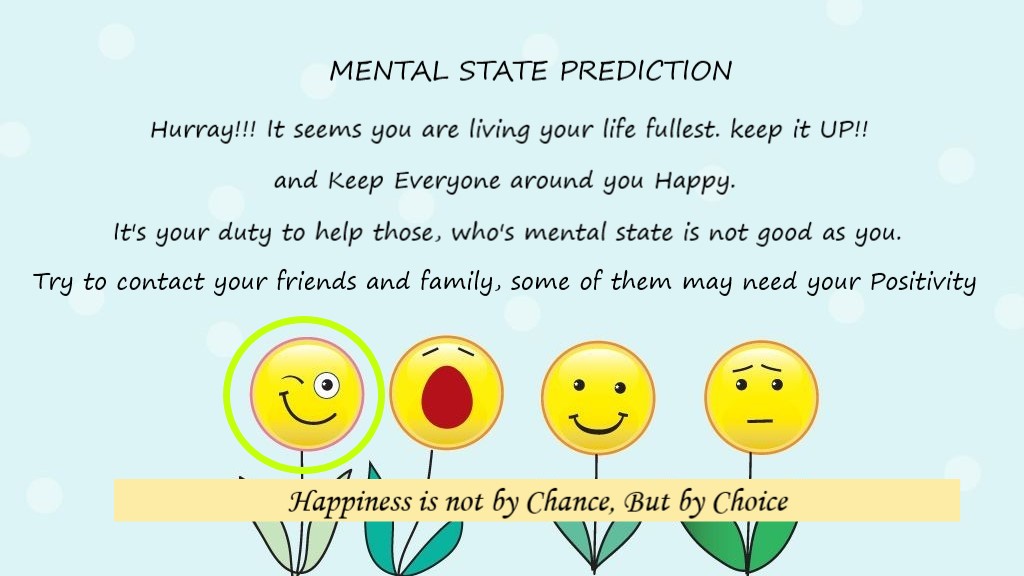 MENTAL STATE PREDICTION
Hurray!!! It seems you are living your life fullest. keep it UP!!
and Keep Everyone around you Happy.
It's your duty to help those, who's mental state is not good as you.
Try to contact your friends and family, some of them may need your Positivity
Happiness is not by Chance, But by Choice